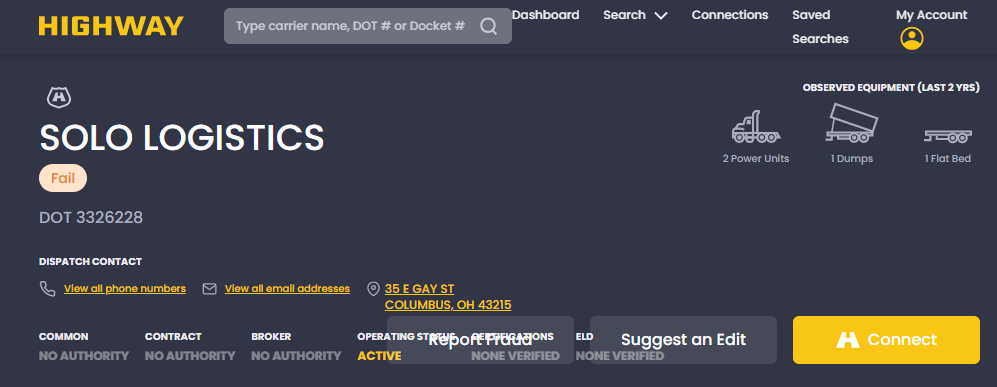 HIGHWAY
Type carrier name, DOT # or Docket #
Dashboard
Search
Connections
Saved
Searches
My Account
OBSERVED EQUIPMENT (LAST 2 YRS)
SOLO LOGISTICS
2 Power Units
1 Dumps
1 Flat Bed
Fail
DOT 3326228
DISPATCH CONTACT
View all phone numbers
View all email addresses
35 E GAY ST
COLUMBUS, OH 43215
COMMON
CONTRACT
BROKER
OPERATING STATUS
CERTIFICATIONS
ELD
NO AUTHORITY
NO AUTHORITY
NO AUTHORITY
ACTIVE
NONE VERIFIED
NONE VERIFIED
Report Fraud
Suggest an Edit
Connect